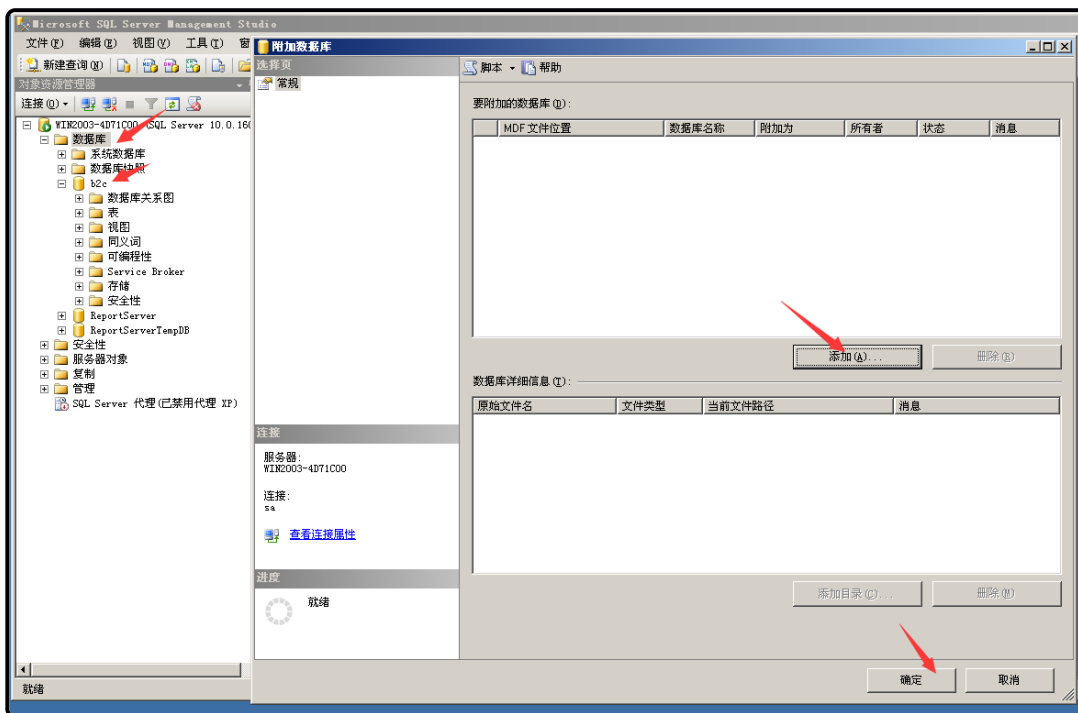 Microsoft SQL Server Management Studio
文件(F) 编辑(E) 视图(V) 工具(T) 窗
新建查询(N)
对象资源管理器
连接(O)
WIN2003-4D71C00 (SQL Server 10.0.160
数据库
系统数据库
数据库快照
b2c
数据库关系图
表
视图
同义词
可编程性
Service Broker
存储
安全性
ReportServer
ReportServerTempDB
安全性
服务器对象
复制
管理
SQL Server 代理(已禁用代理 XP)
就绪
附加数据库
选择页
常规
脚本 帮助
要附加的数据库(D):
MDF 文件位置 数据库名称 附加为 所有者 状态 消息
添加(A)... 删除(R)
数据库详细信息(T):
原始文件名 文件类型 当前文件路径 消息
添加目录(C)... 删除(M)
连接
服务器:
WIN2003-4D71C00
连接:
sa
查看连接属性
进度
就绪
确定 取消